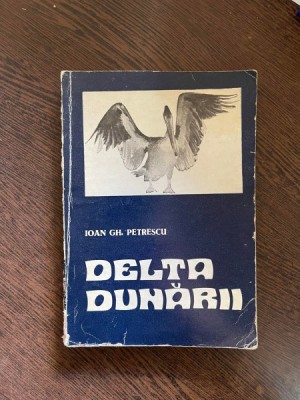 IOAN GH. PETRESCU
DELTA
DUNĂRII